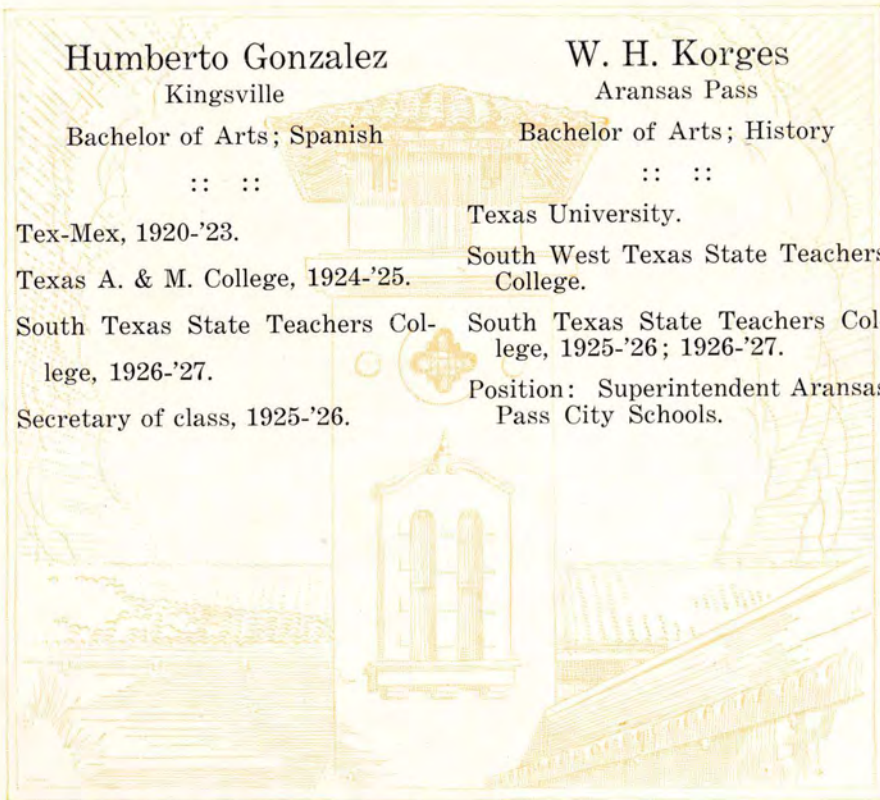 Humberto Gonzalez
Kingsville
Bachelor of Arts; Spanish
:: ::
Tex-Mex, 1920-'23.
Texas A. & M. College, 1924-'25.
South Texas State Teachers Col-
lege, 1926-'27.
Secretary of class, 1925-'26.
W. H. Korges
Aransas Pass
Bachelor of Arts; History
:: ::
Texas University.
South West Texas State Teachers
College.
South Texas State Teachers Col
lege, 1925-'26; 1926-'27.
Position: Superintendent Aransas
Pass City Schools.